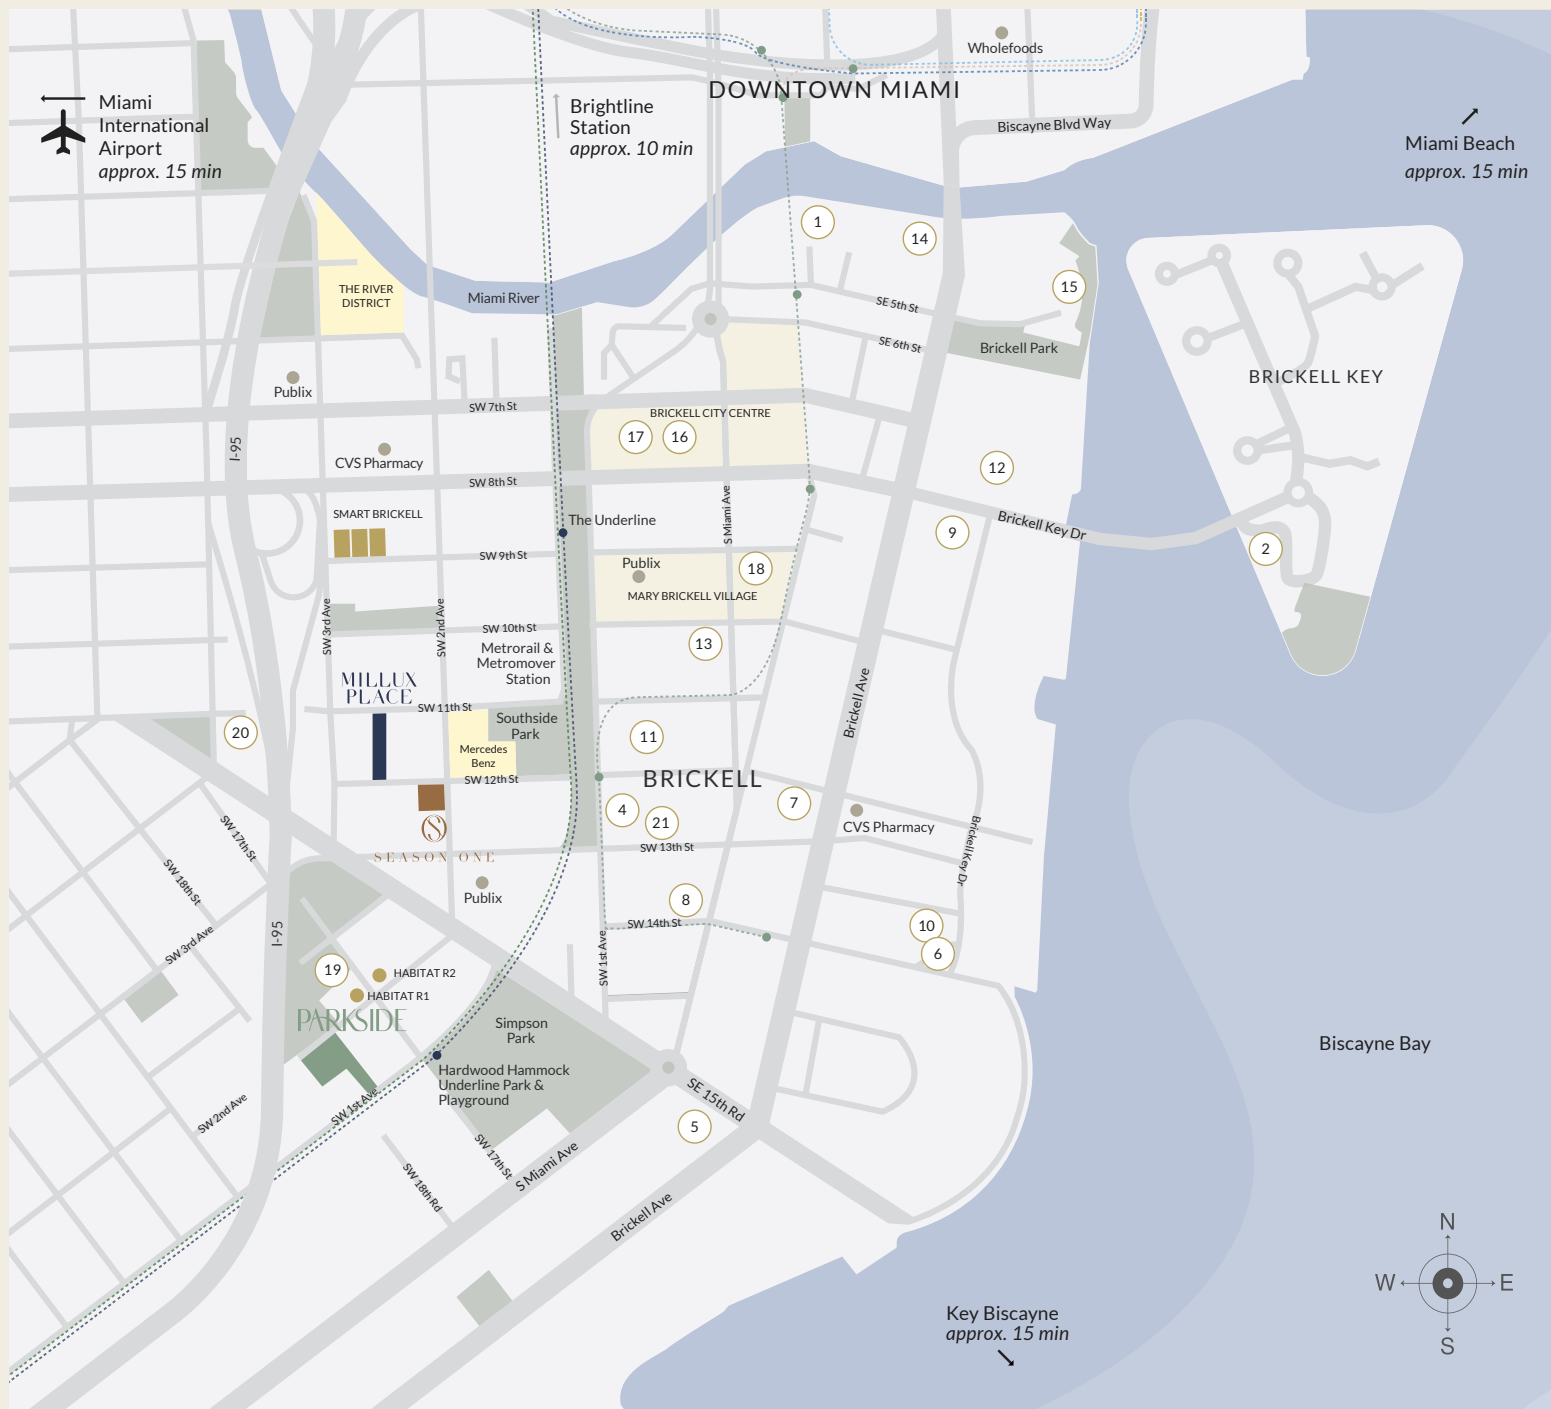 Wholefoods
DOWNTOWN MIAMI
Miami
International
Airport
approx. 15 min
Brightline
Station
approx. 10 min
Biscayne Blvd Way
Miami Beach
approx. 15 min
1
14
15
THE RIVER
DISTRICT
Miami River
SE 5th St
SE 6th St
Brickell Park
BRICKELL KEY
Publix
SW 7th St
BRICKELL CITY CENTRE
17
16
I-95
CVS Pharmacy
12
SW 8th St
SMART BRICKELL
The Underline
S Miami Ave
9
Brickell Key Dr
2
SW 9th St
Publix
18
MARY BRICKELL VILLAGE
SW 3rd Ave
SW 2nd Ave
SW 10th St
13
Metrorail &
Metromover
Station
MILLUX
PLACE
SW 11th St
Southside
Park
Brickell Ave
20
11
Mercedes
Benz
SW 12th St
BRICKELL
4
21
7
CVS Pharmacy
SW 17th St
Brickell Key Dr
S
SEASON ONE
SW 13th St
SW 18th St
Publix
8
SW 14th St
10
6
I-95
SW 3rd Ave
SW 1st Ave
19
HABITAT R2
HABITAT R1
PARKSIDE
Simpson
Park
Biscayne Bay
Hardwood Hammock
Underline Park &
Playground
SE 15th Rd
SW 1st Ave
SW 2nd Ave
5
SW 17th St
S Miami Ave
SW 18th Rd
Brickell Ave
N
W
E
S
Key Biscayne
approx. 15 min